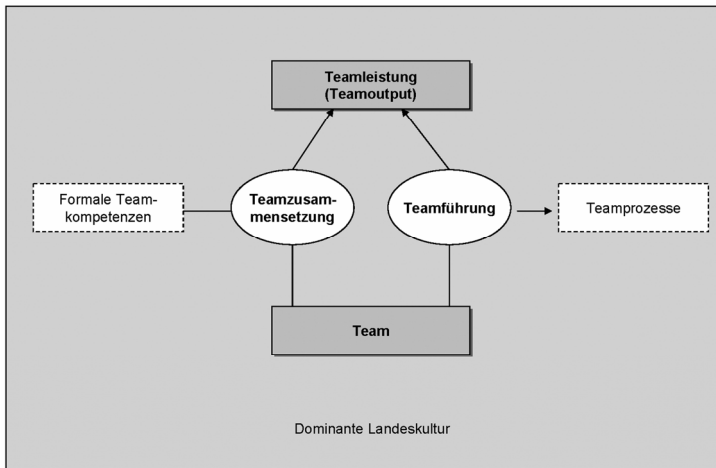 Teamleistung
(Teamoutput)
Formale Team-
kompetenzen
Teamzusam-
mensetzung
Teamführung
Teamprozesse
Team
Dominante Landeskultur